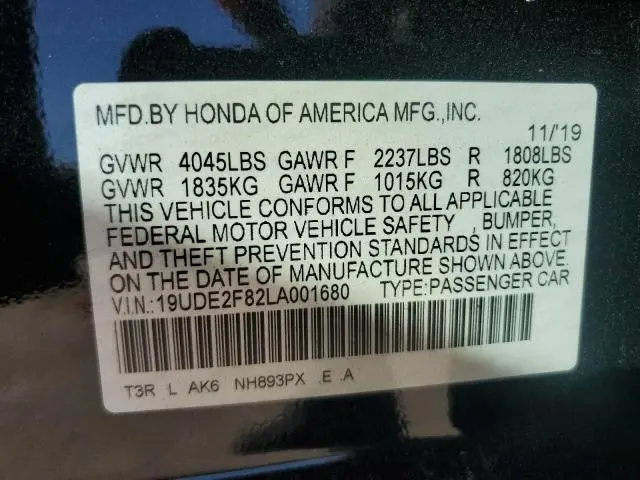 MFD.BY HONDA OF AMERICA MFG.,INC.
11/'19
GVWR 4045LBS GAWR F 2237LBS R 1808LBS
GVWR 1835KG GAWR F 1015KG R 820KG
THIS VEHICLE CONFORMS TO ALL APPLICABLE
FEDERAL MOTOR VEHICLE SAFETY , BUMPER,
AND THEFT PREVENTION STANDARDS IN EFFECT
ON THE DATE OF MANUFACTURE SHOWN ABOVE.
V.I.N.:19UDE2F82LA001680 TYPE:PASSENGER CAR
T3R L AK6 NH893PX E A